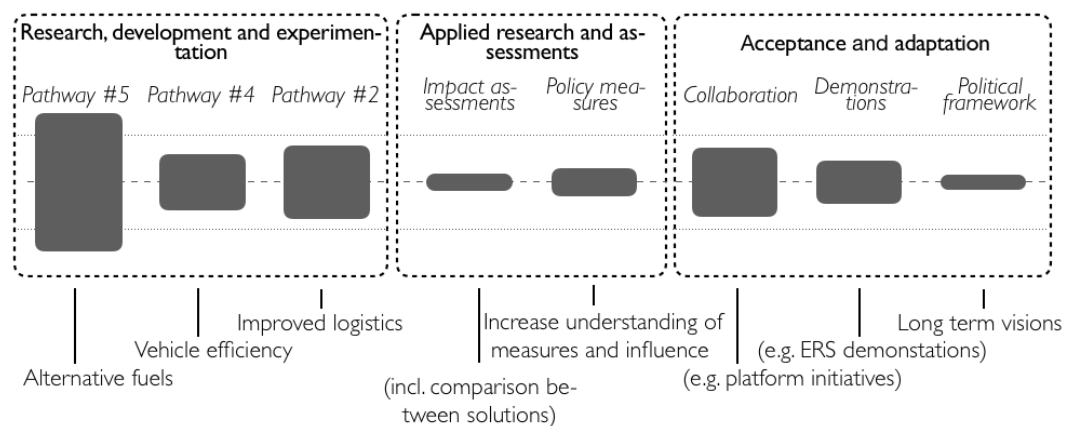 Research, development and experimen-
tation
Pathway #5 Pathway #4 Pathway #2
Applied research and as-
sessments
Impact as-
sessments
Policy mea-
sures
Acceptance and adaptation
Collaboration
Demonstra-
tions
Political
framework
Alternative fuels
Vehicle efficiency
Improved logistics
(incl. comparison be-
tween solutions)
Increase understanding of
measures and influence
(e.g. platform initiatives)
(e.g. ERS demonstations)
Long term visions